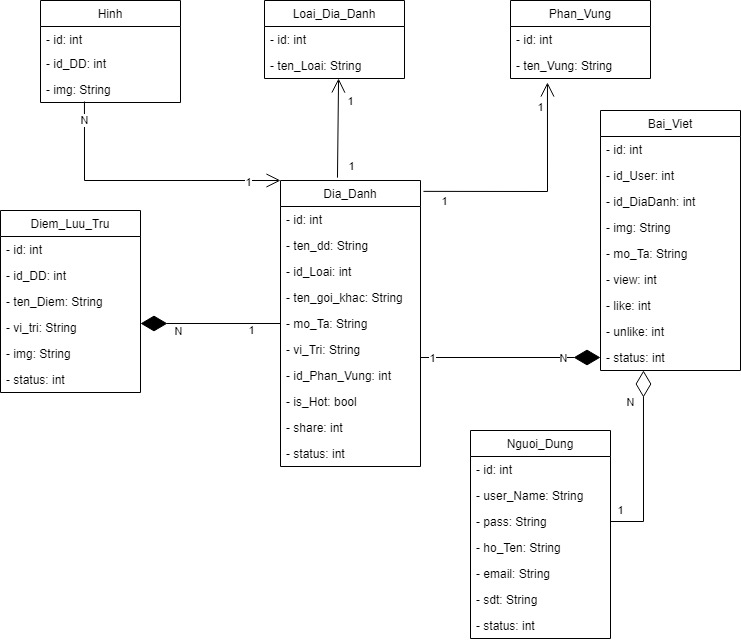 Hinh
- id: int
- id_DD: int
- img: String
N
1
Loai_Dia_Danh
- id: int
- ten_Loai: String
1
1
Phan_Vung
- id: int
- ten_Vung: String
1
1
Bai_Viet
- id: int
- id_User: int
- id_DiaDanh: int
- img: String
- mo_Ta: String
- view: int
- like: int
- unlike: int
- status: int
Dia_Danh
- id: int
- ten_dd: String
- id_Loai: int
- ten_goi_khac: String
- mo_Ta: String
- vi_Tri: String
- id_Phan_Vung: int
- is_Hot: bool
- share: int
- status: int
Diem_Luu_Tru
- id: int
- id_DD: int
- ten_Diem: String
- vi_tri: String
- img: String
- status: int
N
1
1
N
N
1
Nguoi_Dung
- id: int
- user_Name: String
- pass: String
- ho_Ten: String
- email: String
- sdt: String
- status: int